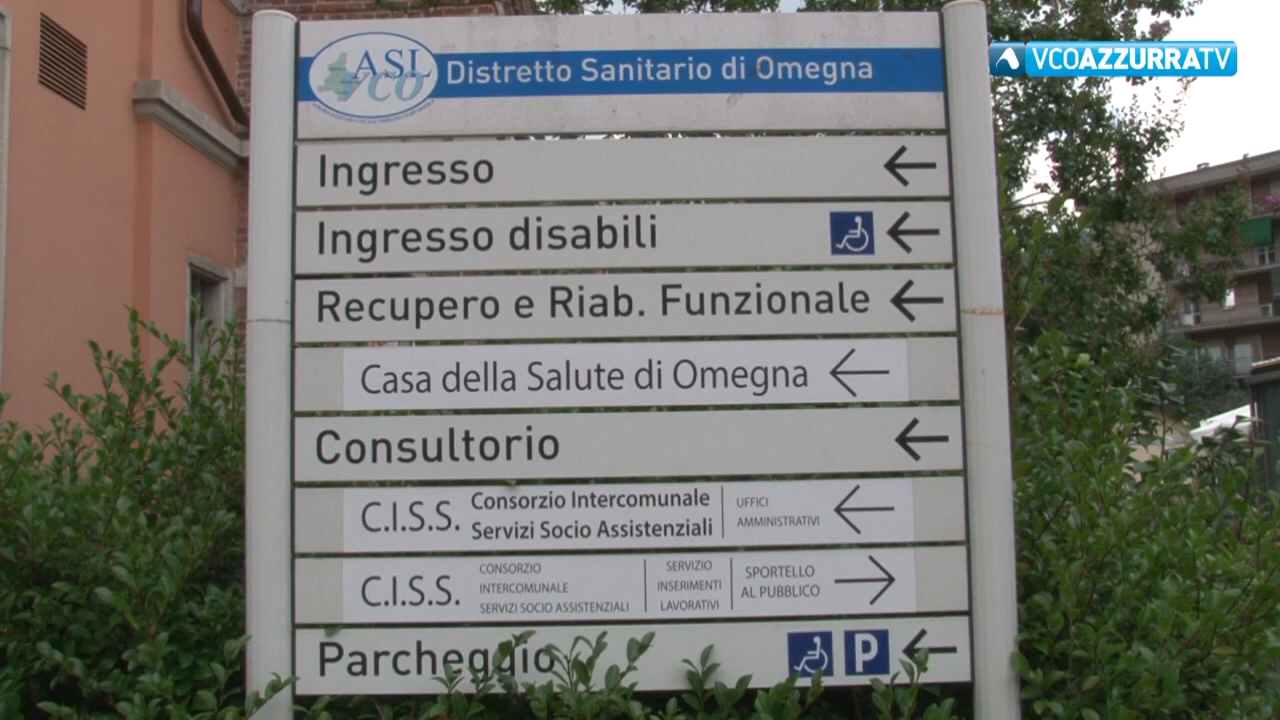 VCOAZZURRATV
ASL VCO
Distretto Sanitario di Omegna
Ingresso
Ingresso disabili
Recupero e Riab. Funzionale
Casa della Salute di Omegna
Consultorio
C.I.S.S. Consorzio Intercomunale
Servizi Socio Assistenziali
UFFICI
AMMINISTRATIVI
C.I.S.S.
CONSORZIO
INTERCOMUNALE
SERVIZI SOCIO ASSISTENZIALI
SERVIZIO
INSERIMENTI
LAVORATIVI
SPORTELLO
AL PUBBLICO
Parcheggio P